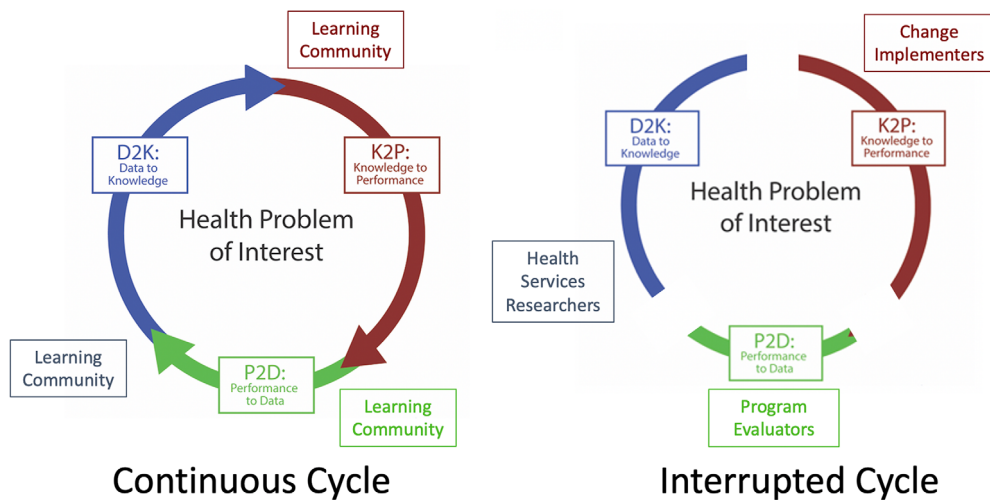 Learning
Community
D2K:
Data to
Knowledge
K2P:
Knowledge to
Performance
Health Problem
of Interest
Learning
Community
P2D:
Performance
to Data
Learning
Community
Continuous Cycle
Change
Implementers
D2K:
Data to
Knowledge
K2P:
Knowledge to
Performance
Health Problem
of Interest
Health
Services
Researchers
P2D:
Performance
to Data
Program
Evaluators
Interrupted Cycle